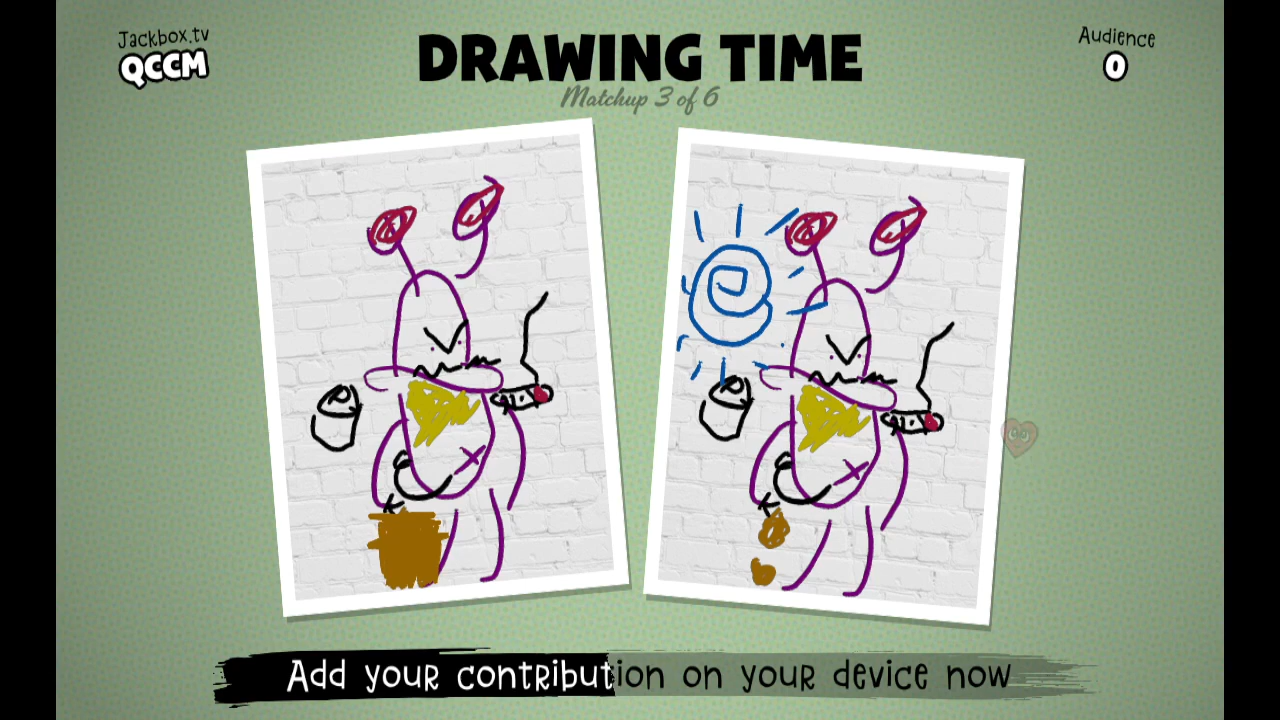 Jackbox.tv
QCCM
DRAWING TIME
Matchup 3 of 6
Audience
0
Add your contribution on your device now